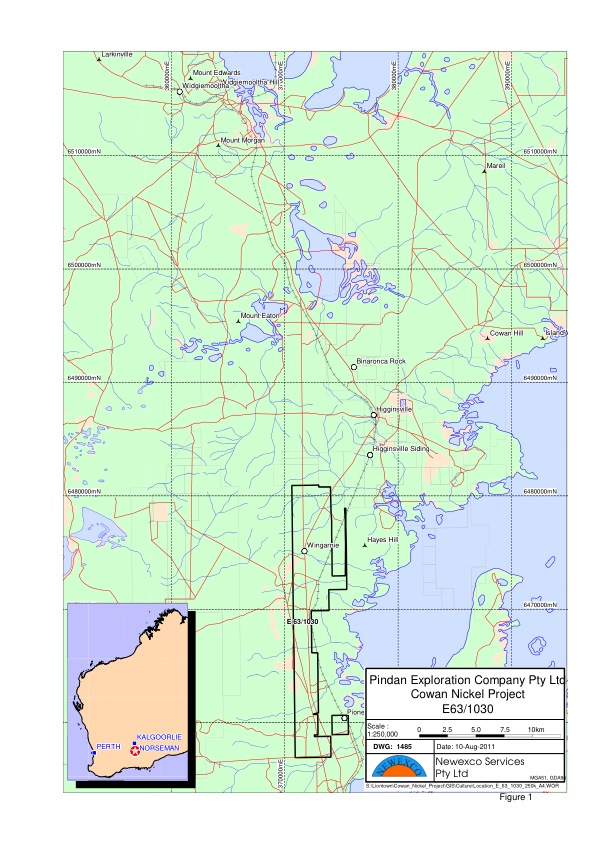 Larkinville
Mount Edwards
Widgiemooltha Hill
Widgiemooltha
360000mE
370000mE
380000mE
390000mE
Mount Morgan
6510000mN
6510000mN
Mareil
6500000mN
6500000mN
Mount Eaton
Cowan Hill
Island
Binaronca Rock
6490000mN
6490000mN
Higginsville
Higginsville Siding
6480000mN
6480000mN
Wingarnie
Hayes Hill
6470000mN
E 63/1030
Pione
370000mE
KALGOORLIE
PERTH
NORSEMAN
Pindan Exploration Company Pty Ltd
Cowan Nickel Project
E63/1030
Scale :
1:250,000
0 2.5 5.0 7.5 10km
DWG: 1485
Date: 10-Aug-2011
NEWEXCO
Newexco Services
Pty Ltd
MGA51, GDA94
S:\Liontown\Cowan_Nickel_Project\GIS\Culture\Location_E_63_1030_250k_A4.WOR
Figure 1